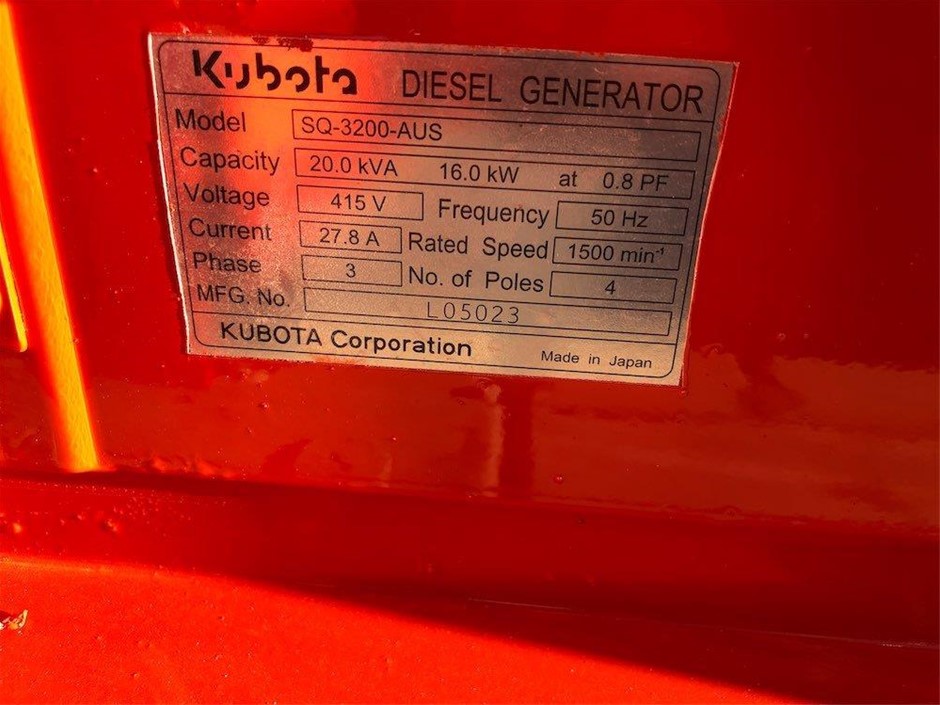 Kubota DIESEL GENERATOR
Model SQ-3200-AUS
Capacity 20.0 kVA 16.0 kW at 0.8 PF
Voltage 415 V Frequency 50 Hz
Current 27.8 A Rated Speed 1500 min⁻¹
Phase 3 No. of Poles 4
MFG. No. L05023
KUBOTA Corporation Made in Japan